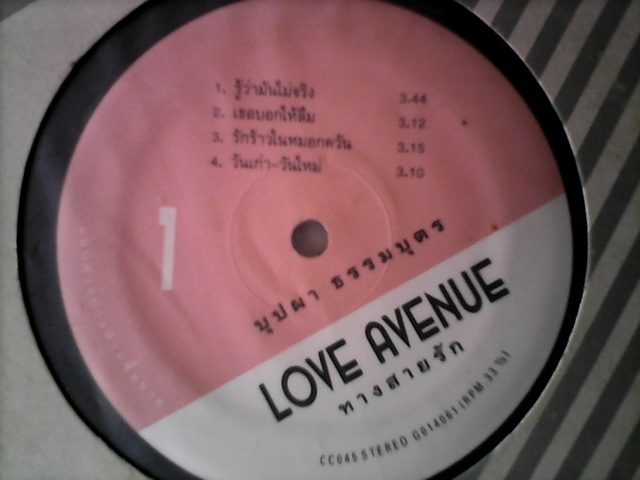 1. รู้ว่ามันไม่จริง 3.44
2. เธอบอกให้ลืม 3.12
3. รักร้าวในหมอกควัน 3.15
4. วันเก่า-วันใหม่ 3.10
1
บุปผา ธรรมบุตร
LOVE AVENUE
ทางสายรัก
CC045 STEREO G014061 (RPM 33 ⅓)